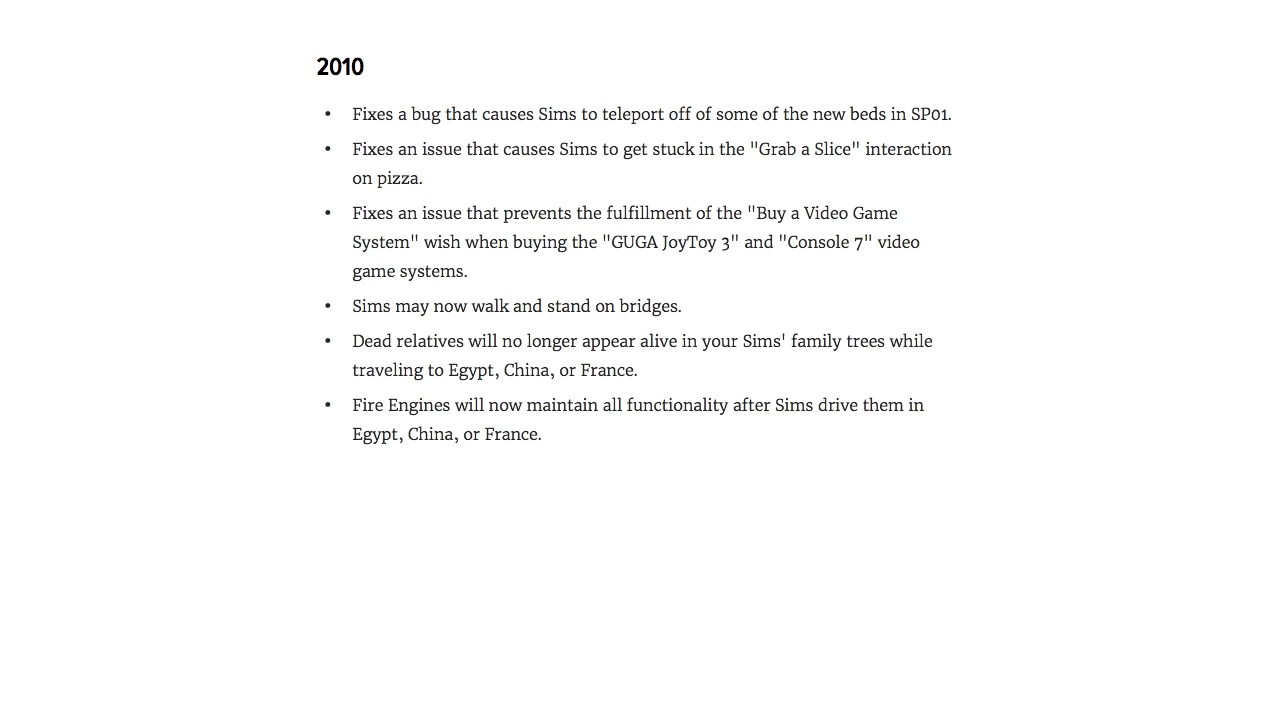 2010
• Fixes a bug that causes Sims to teleport off of some of the new beds in SP01.
• Fixes an issue that causes Sims to get stuck in the "Grab a Slice" interaction
on pizza.
• Fixes an issue that prevents the fulfillment of the "Buy a Video Game
System" wish when buying the "GUGA JoyToy 3" and "Console 7" video
game systems.
• Sims may now walk and stand on bridges.
• Dead relatives will no longer appear alive in your Sims' family trees while
traveling to Egypt, China, or France.
• Fire Engines will now maintain all functionality after Sims drive them in
Egypt, China, or France.